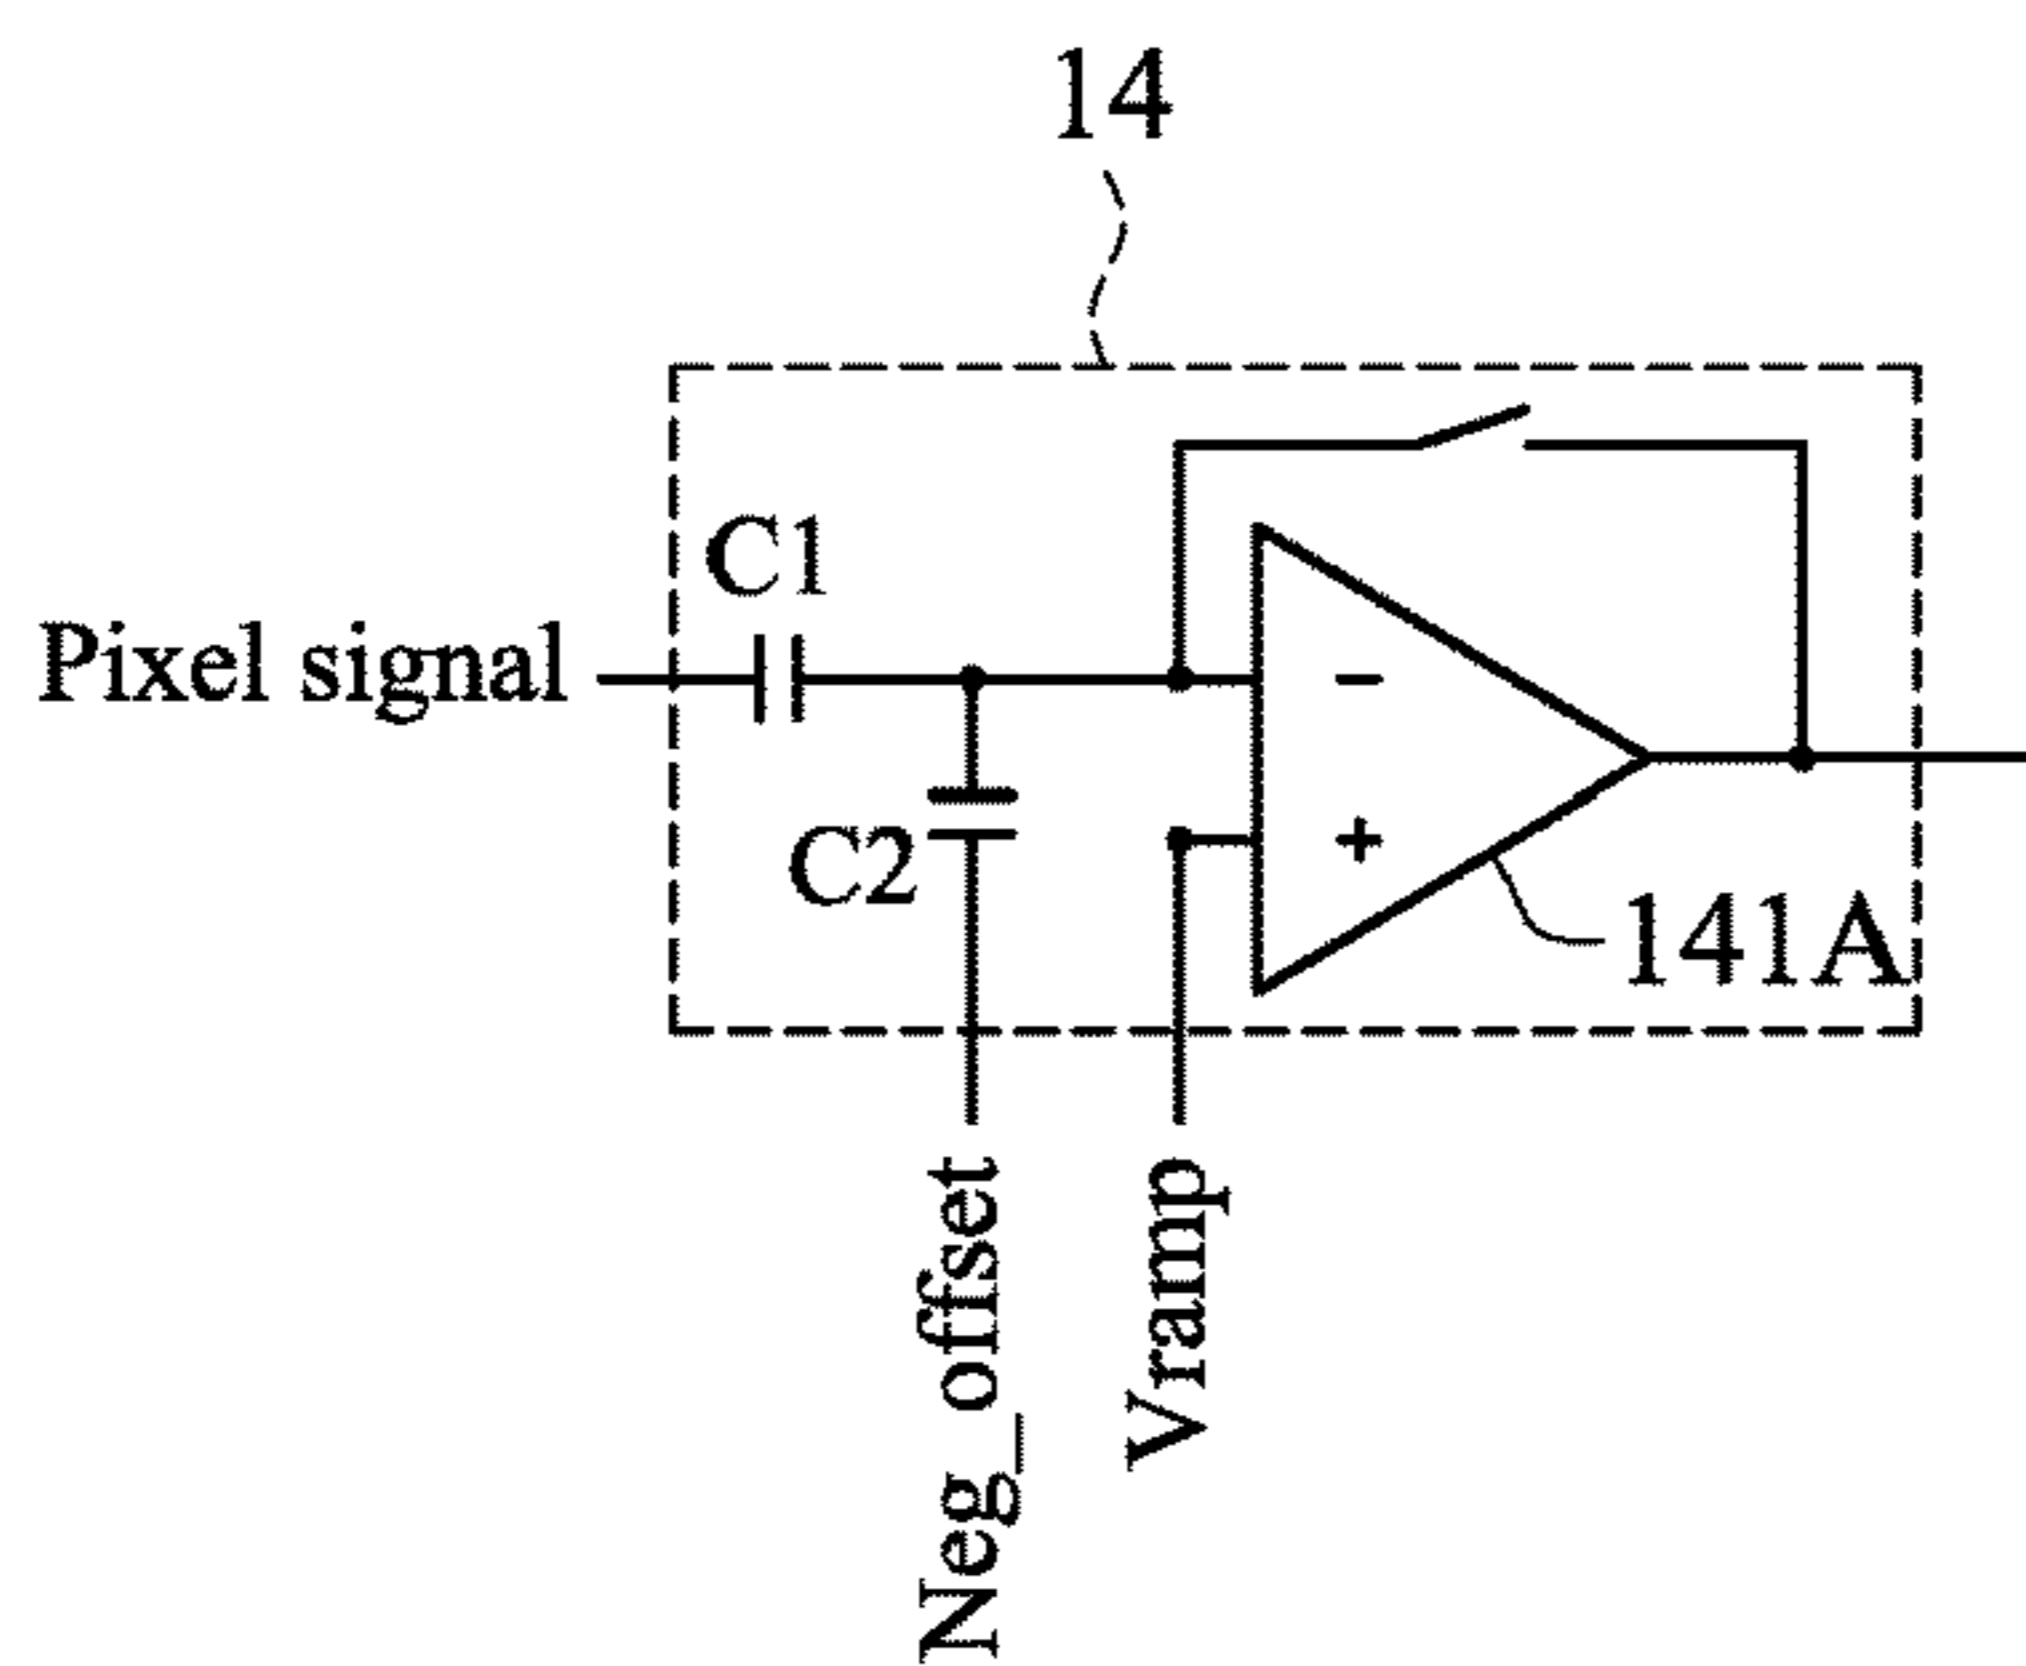 14
C1
Pixel signal
−
C2
+
141A
Neg_offset
Vramp